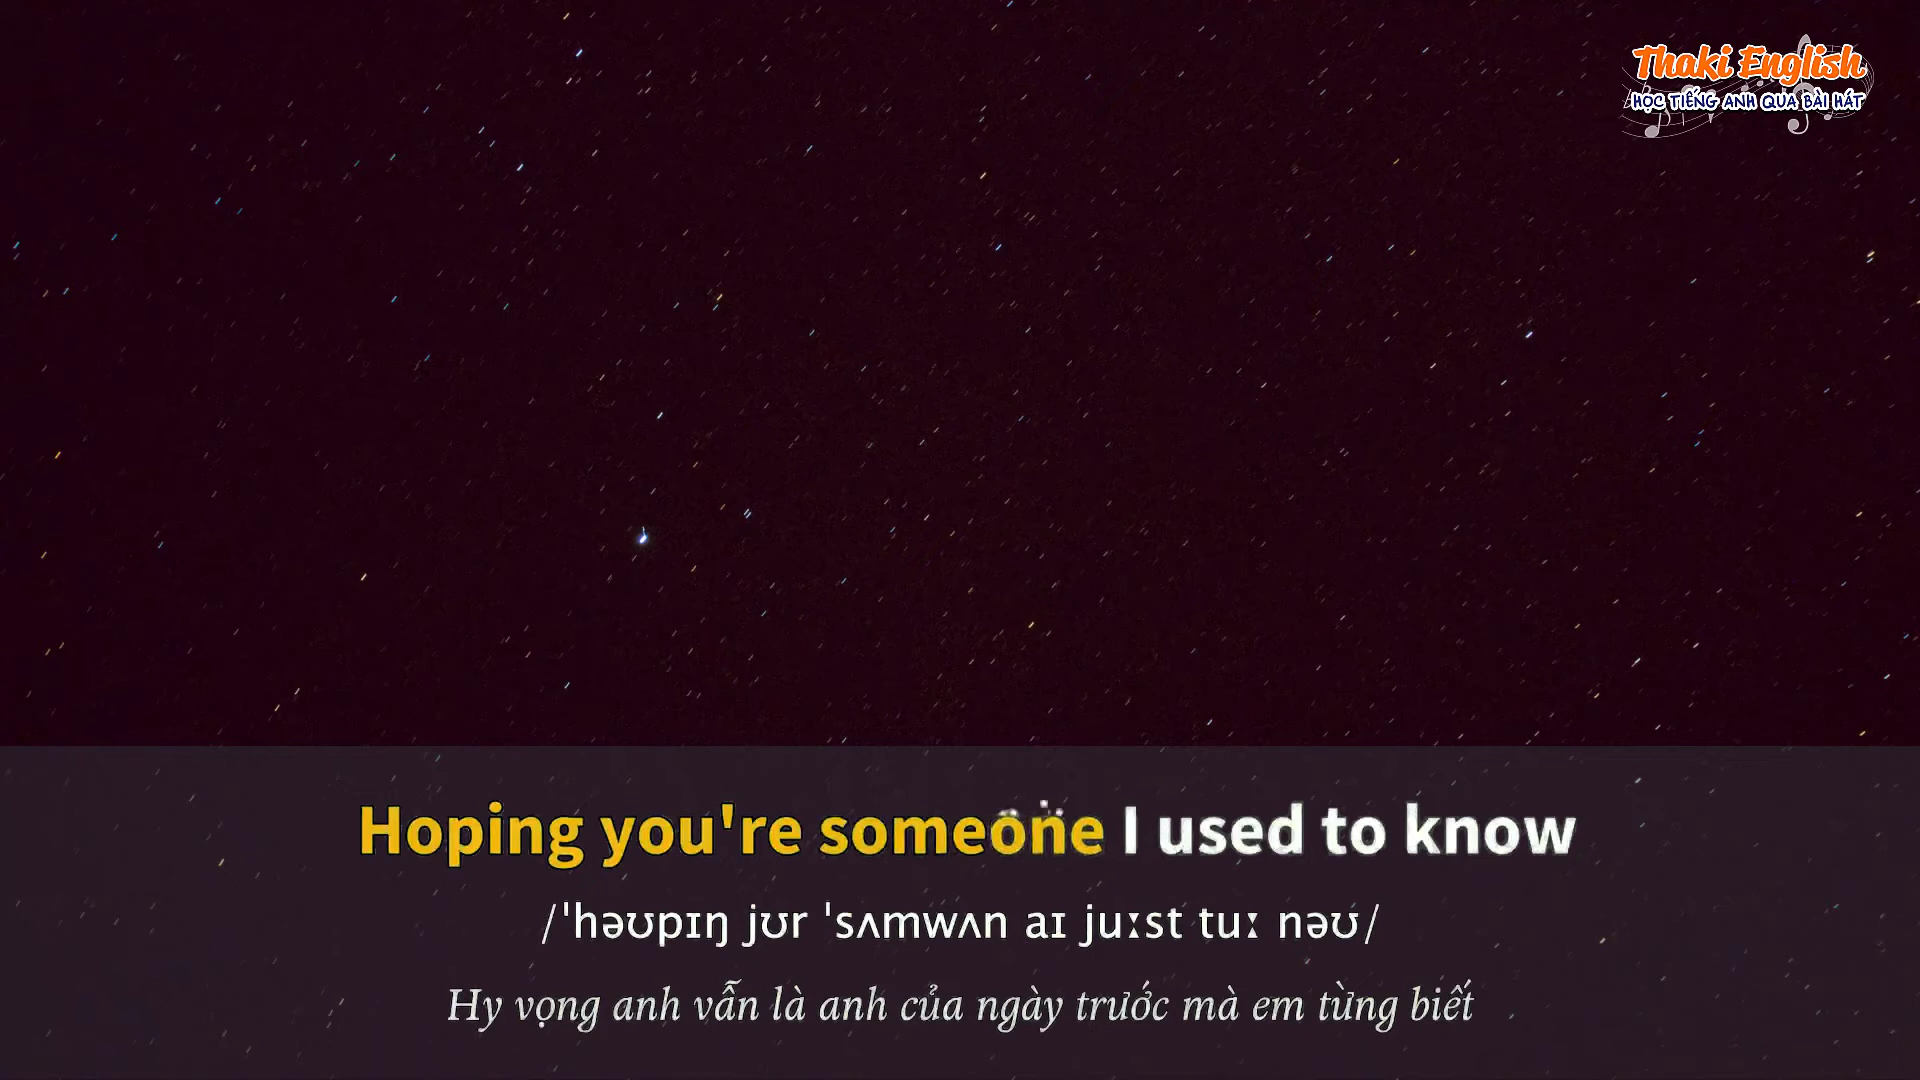 Thaki English
HỌC TIẾNG ANH QUA BÀI HÁT
Hoping you're someone I used to know
/ˈhəʊpɪŋ jʊr ˈsʌmwʌn aɪ juːst tuː nəʊ/
Hy vọng anh vẫn là anh của ngày trước mà em từng biết